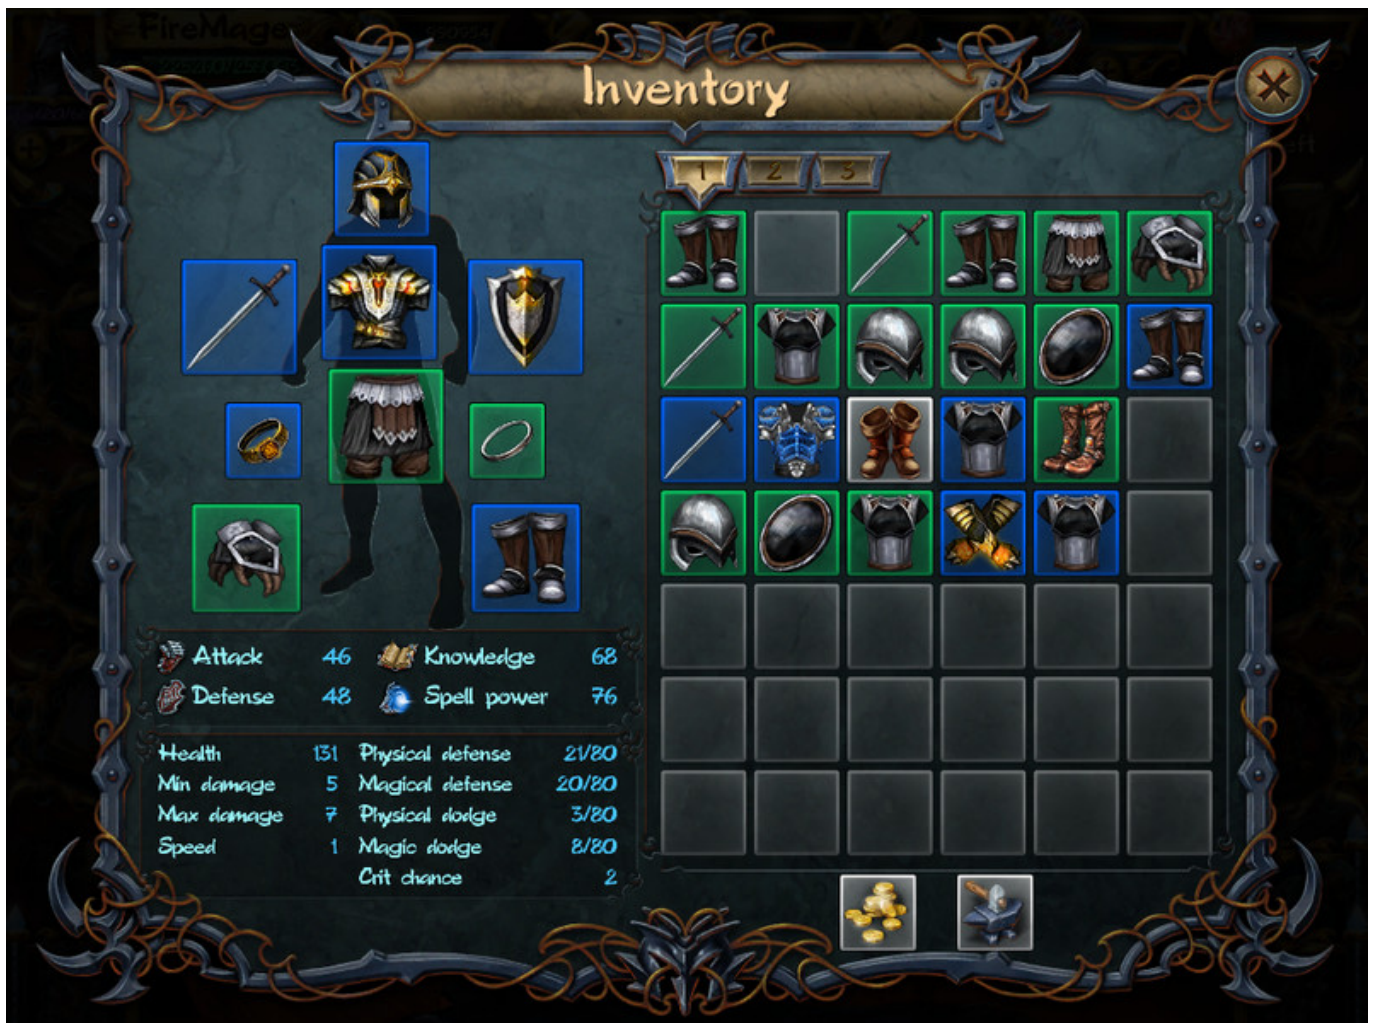 FireMage
Inventory
1 2 3
Attack 46 Knowledge 68
Defense 48 Spell power 76
Health 131 Physical defense 21/80
Min damage 5 Magical defense 20/80
Max damage 7 Physical dodge 3/80
Speed 1 Magic dodge 8/80
Crit chance 2